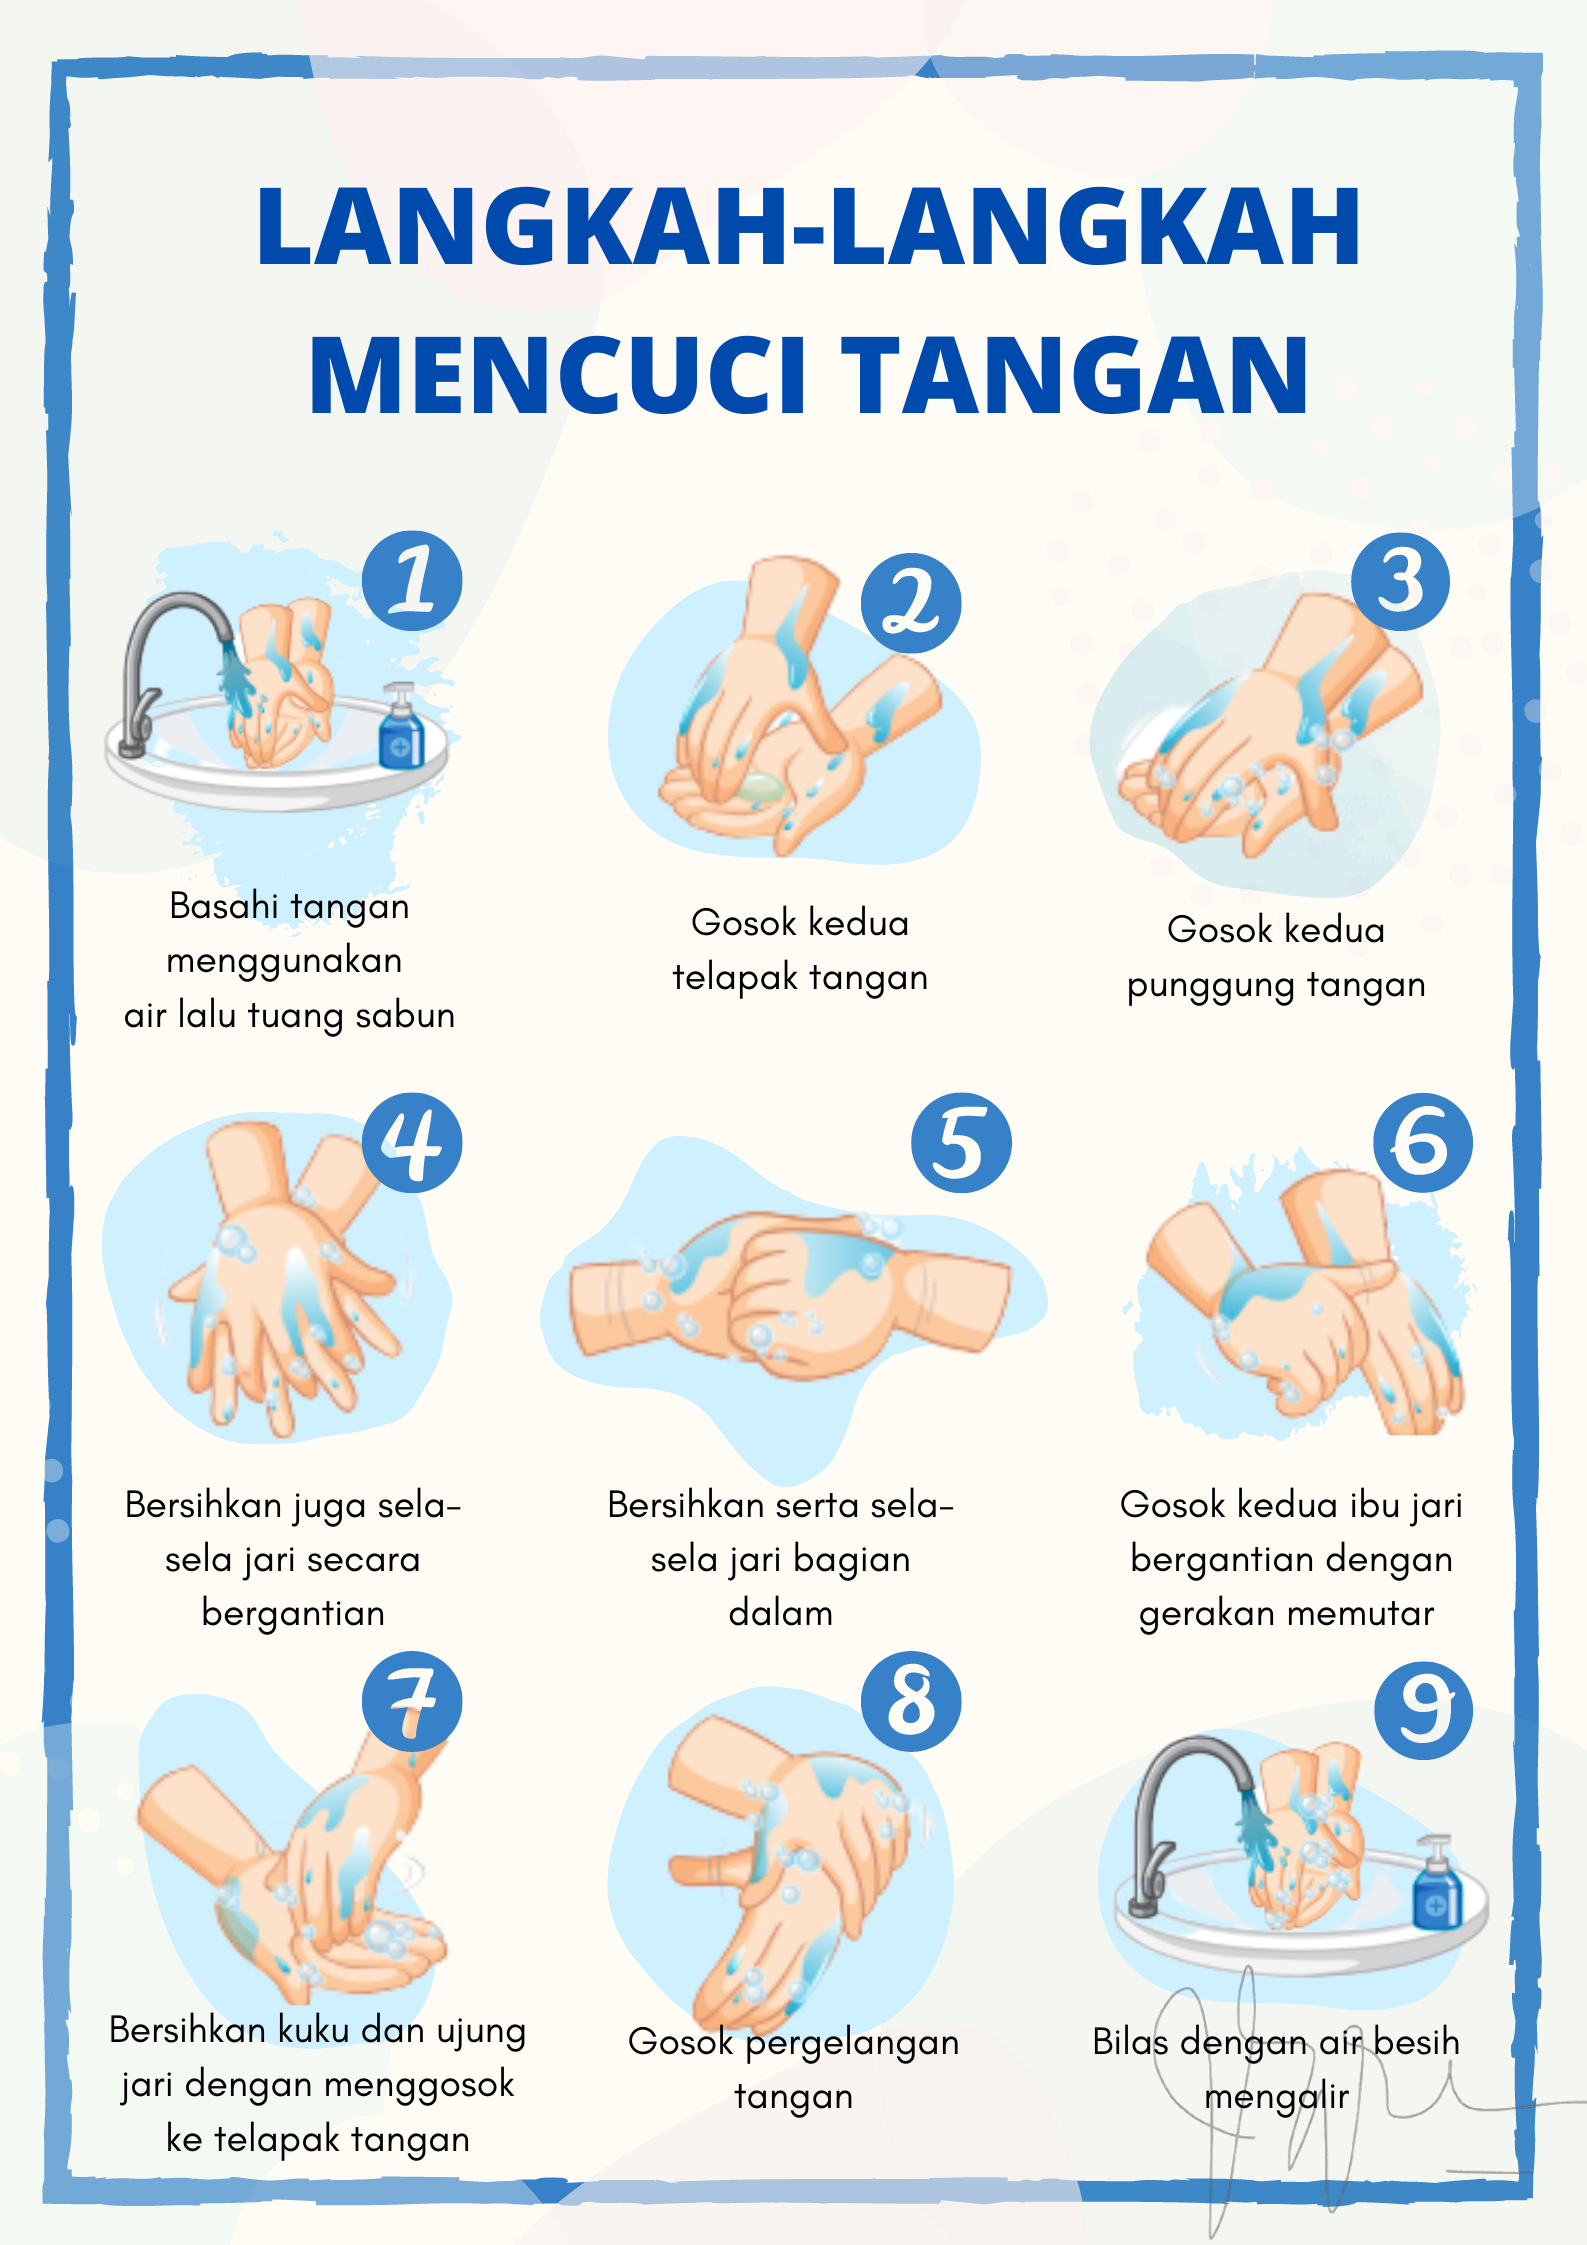 LANGKAH-LANGKAH
MENCUCI TANGAN
1
Basahi tangan
menggunakan
air lalu tuang sabun
2
Gosok kedua
telapak tangan
3
Gosok kedua
punggung tangan
4
Bersihkan juga sela-
sela jari secara
bergantian
5
Bersihkan serta sela-
sela jari bagian
dalam
6
Gosok kedua ibu jari
bergantian dengan
gerakan memutar
7
Bersihkan kuku dan ujung
jari dengan menggosok
ke telapak tangan
8
Gosok pergelangan
tangan
9
Bilas dengan air besih
mengalir